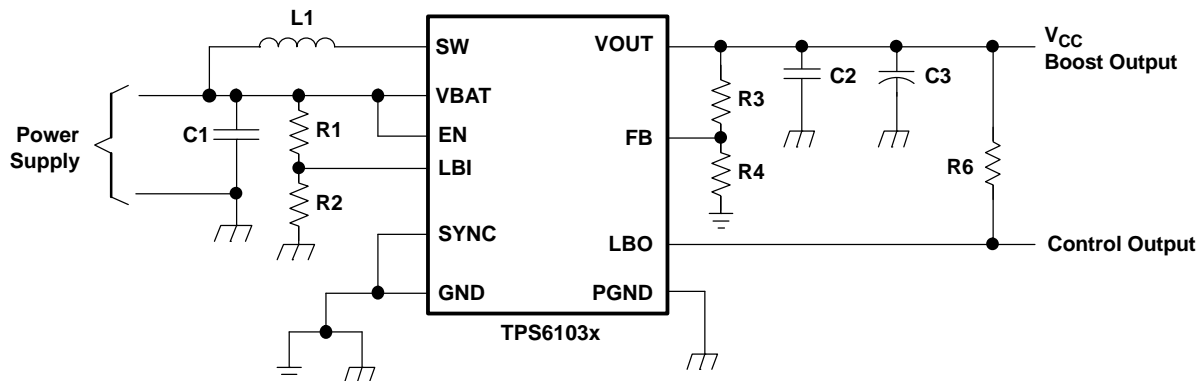 L1
SW
VOUT
V_CC
Boost Output
C2
C3
R3
VBAT
Power
Supply
C1
R1
EN
FB
LBI
R4
R6
R2
SYNC
LBO
Control Output
GND
PGND
TPS6103x